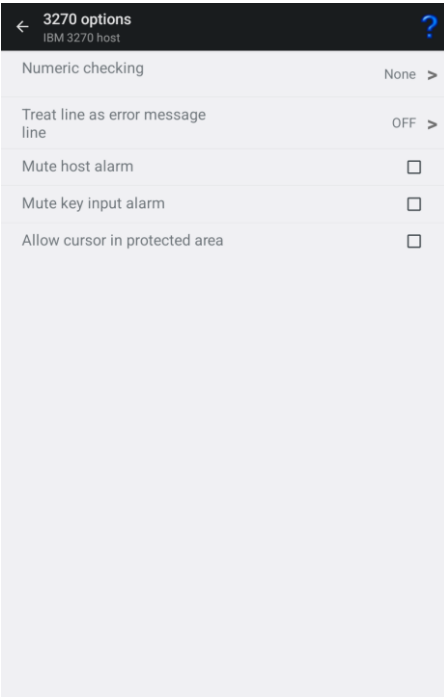 3270 options
IBM 3270 host
?
Numeric checking
None >
Treat line as error message
line
OFF >
Mute host alarm
Mute key input alarm
Allow cursor in protected area